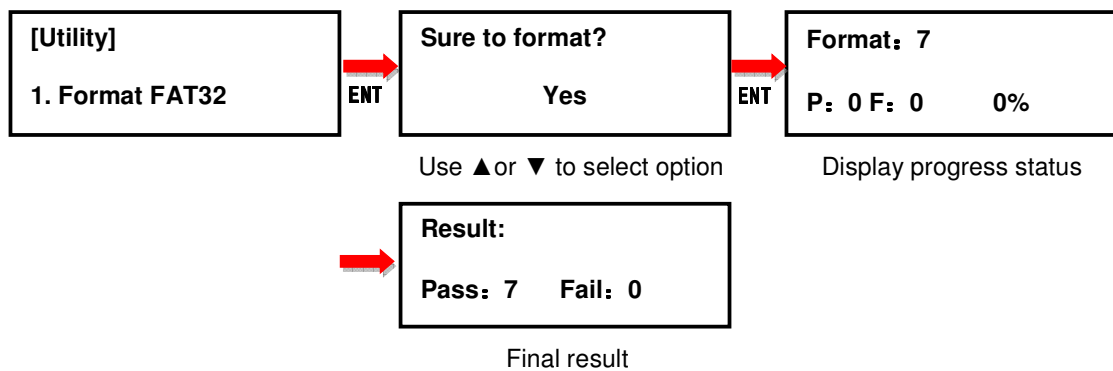 [Utility]
1. Format FAT32
ENT
Sure to format?
Yes
Use ▲or ▼ to select option
ENT
Format：7
P：0 F：0 0%
Display progress status
Result:
Pass：7 Fail：0
Final result